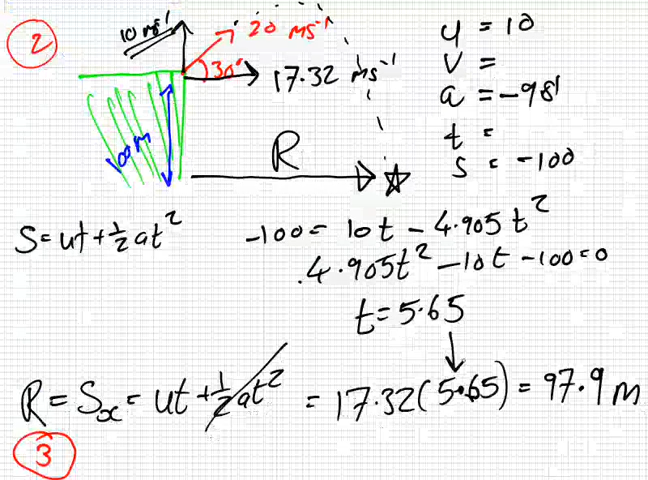 2
10 ms⁻¹
20 ms⁻¹
30°
17.32 ms⁻¹
100m
R
u = 10
v =
a = -981
t =
s = -100
S=ut+½at²
-100= 10t - 4.905t²
4.905t² -10t -100=0
t=5.65
R = Sx = ut+½at² = 17.32(5.65) = 97.9 m
3